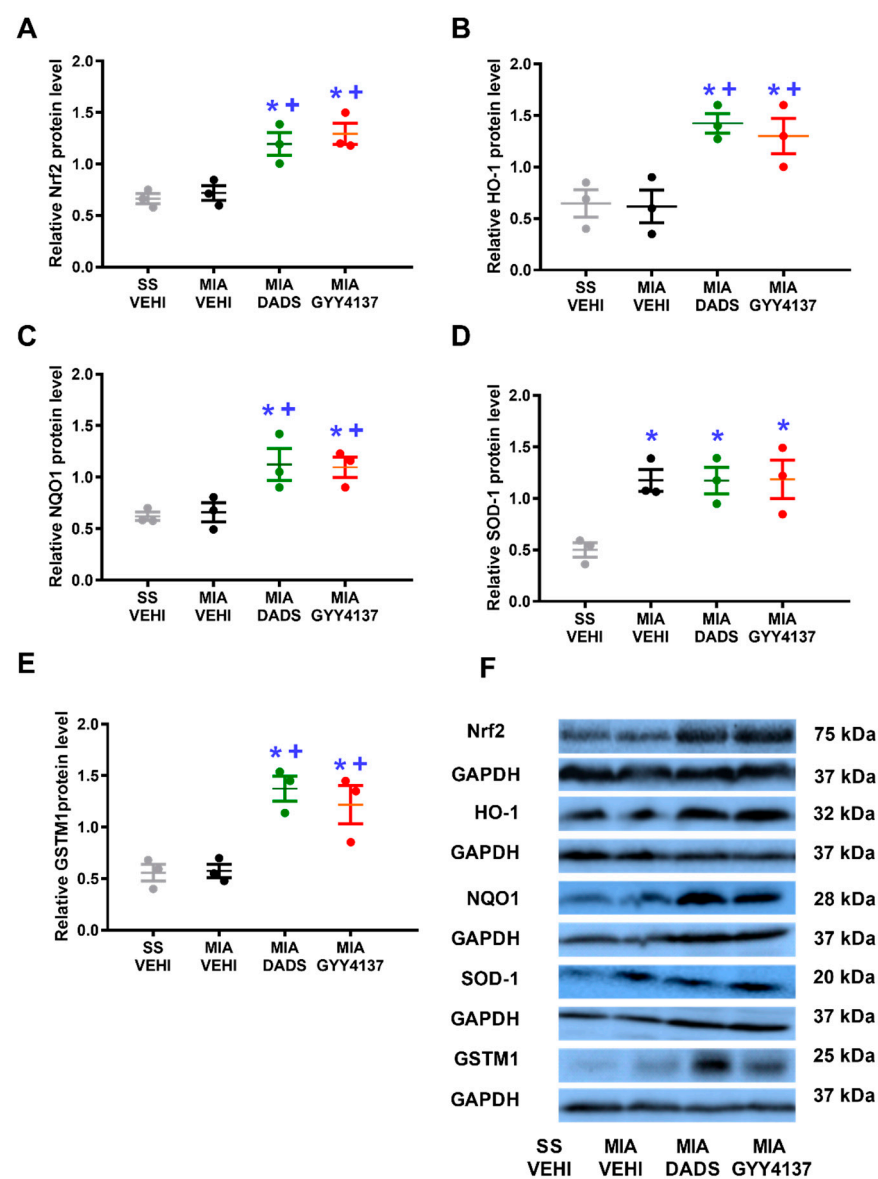 A
Relative Nrf2 protein level
2.0
1.5
1.0
0.5
0.0
* +
* +
SS
VEHI
MIA
VEHI
MIA
DADS
MIA
GYY4137
B
Relative HO-1 protein level
2.0
1.5
1.0
0.5
0.0
* +
* +
SS
VEHI
MIA
VEHI
MIA
DADS
MIA
GYY4137
C
Relative NQO1 protein level
2.0
1.5
1.0
0.5
0.0
* +
* +
SS
VEHI
MIA
VEHI
MIA
DADS
MIA
GYY4137
D
Relative SOD-1 protein level
2.0
1.5
1.0
0.5
0.0
*
*
*
SS
VEHI
MIA
VEHI
MIA
DADS
MIA
GYY4137
E
Relative GSTM1protein level
2.0
1.5
1.0
0.5
0.0
* +
* +
SS
VEHI
MIA
VEHI
MIA
DADS
MIA
GYY4137
F
Nrf2 75 kDa
GAPDH 37 kDa
HO-1 32 kDa
GAPDH 37 kDa
NQO1 28 kDa
GAPDH 37 kDa
SOD-1 20 kDa
GAPDH 37 kDa
GSTM1 25 kDa
GAPDH 37 kDa
SS
VEHI
MIA
VEHI
MIA
DADS
MIA
GYY4137